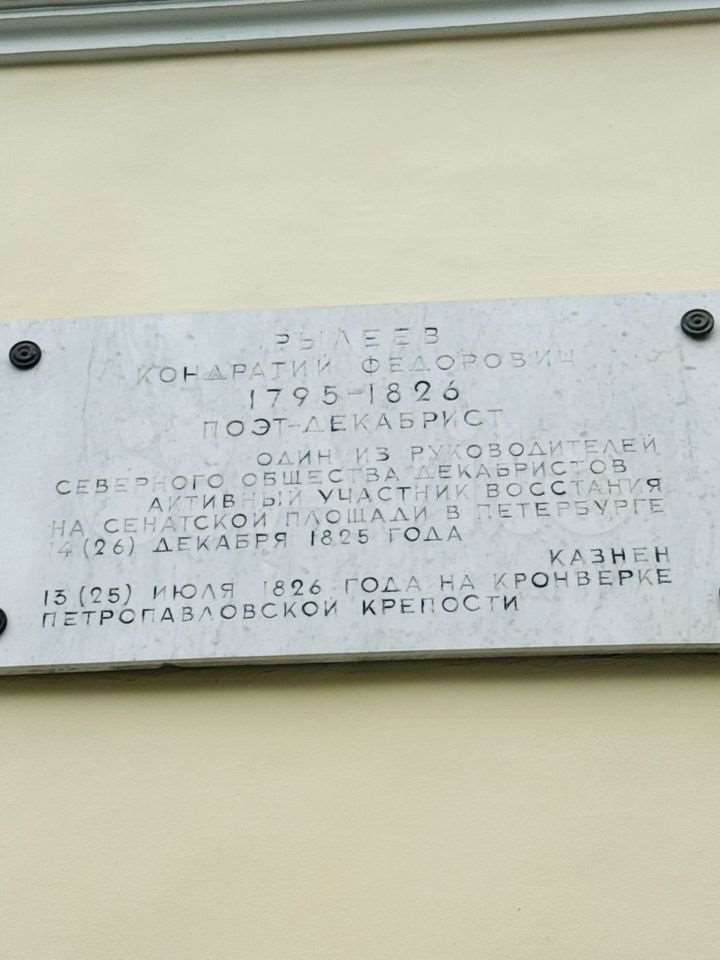 РЫЛЕЕВ
КОНДРАТИЙ ФЕДОРОВИЧ
1795-1826
ПОЭТ-ДЕКАБРИСТ
ОДИН ИЗ РУКОВОДИТЕЛЕЙ
СЕВЕРНОГО ОБЩЕСТВА ДЕКАБРИСТОВ
АКТИВНЫЙ УЧАСТНИК ВОССТАНИЯ
НА СЕНАТСКОЙ ПЛОЩАДИ В ПЕТЕРБУРГЕ
14 (26) ДЕКАБРЯ 1825 ГОДА
КАЗНЕН
13 (25) ИЮЛЯ 1826 ГОДА НА КРОНВЕРКЕ
ПЕТРОПАВЛОВСКОЙ КРЕПОСТИ